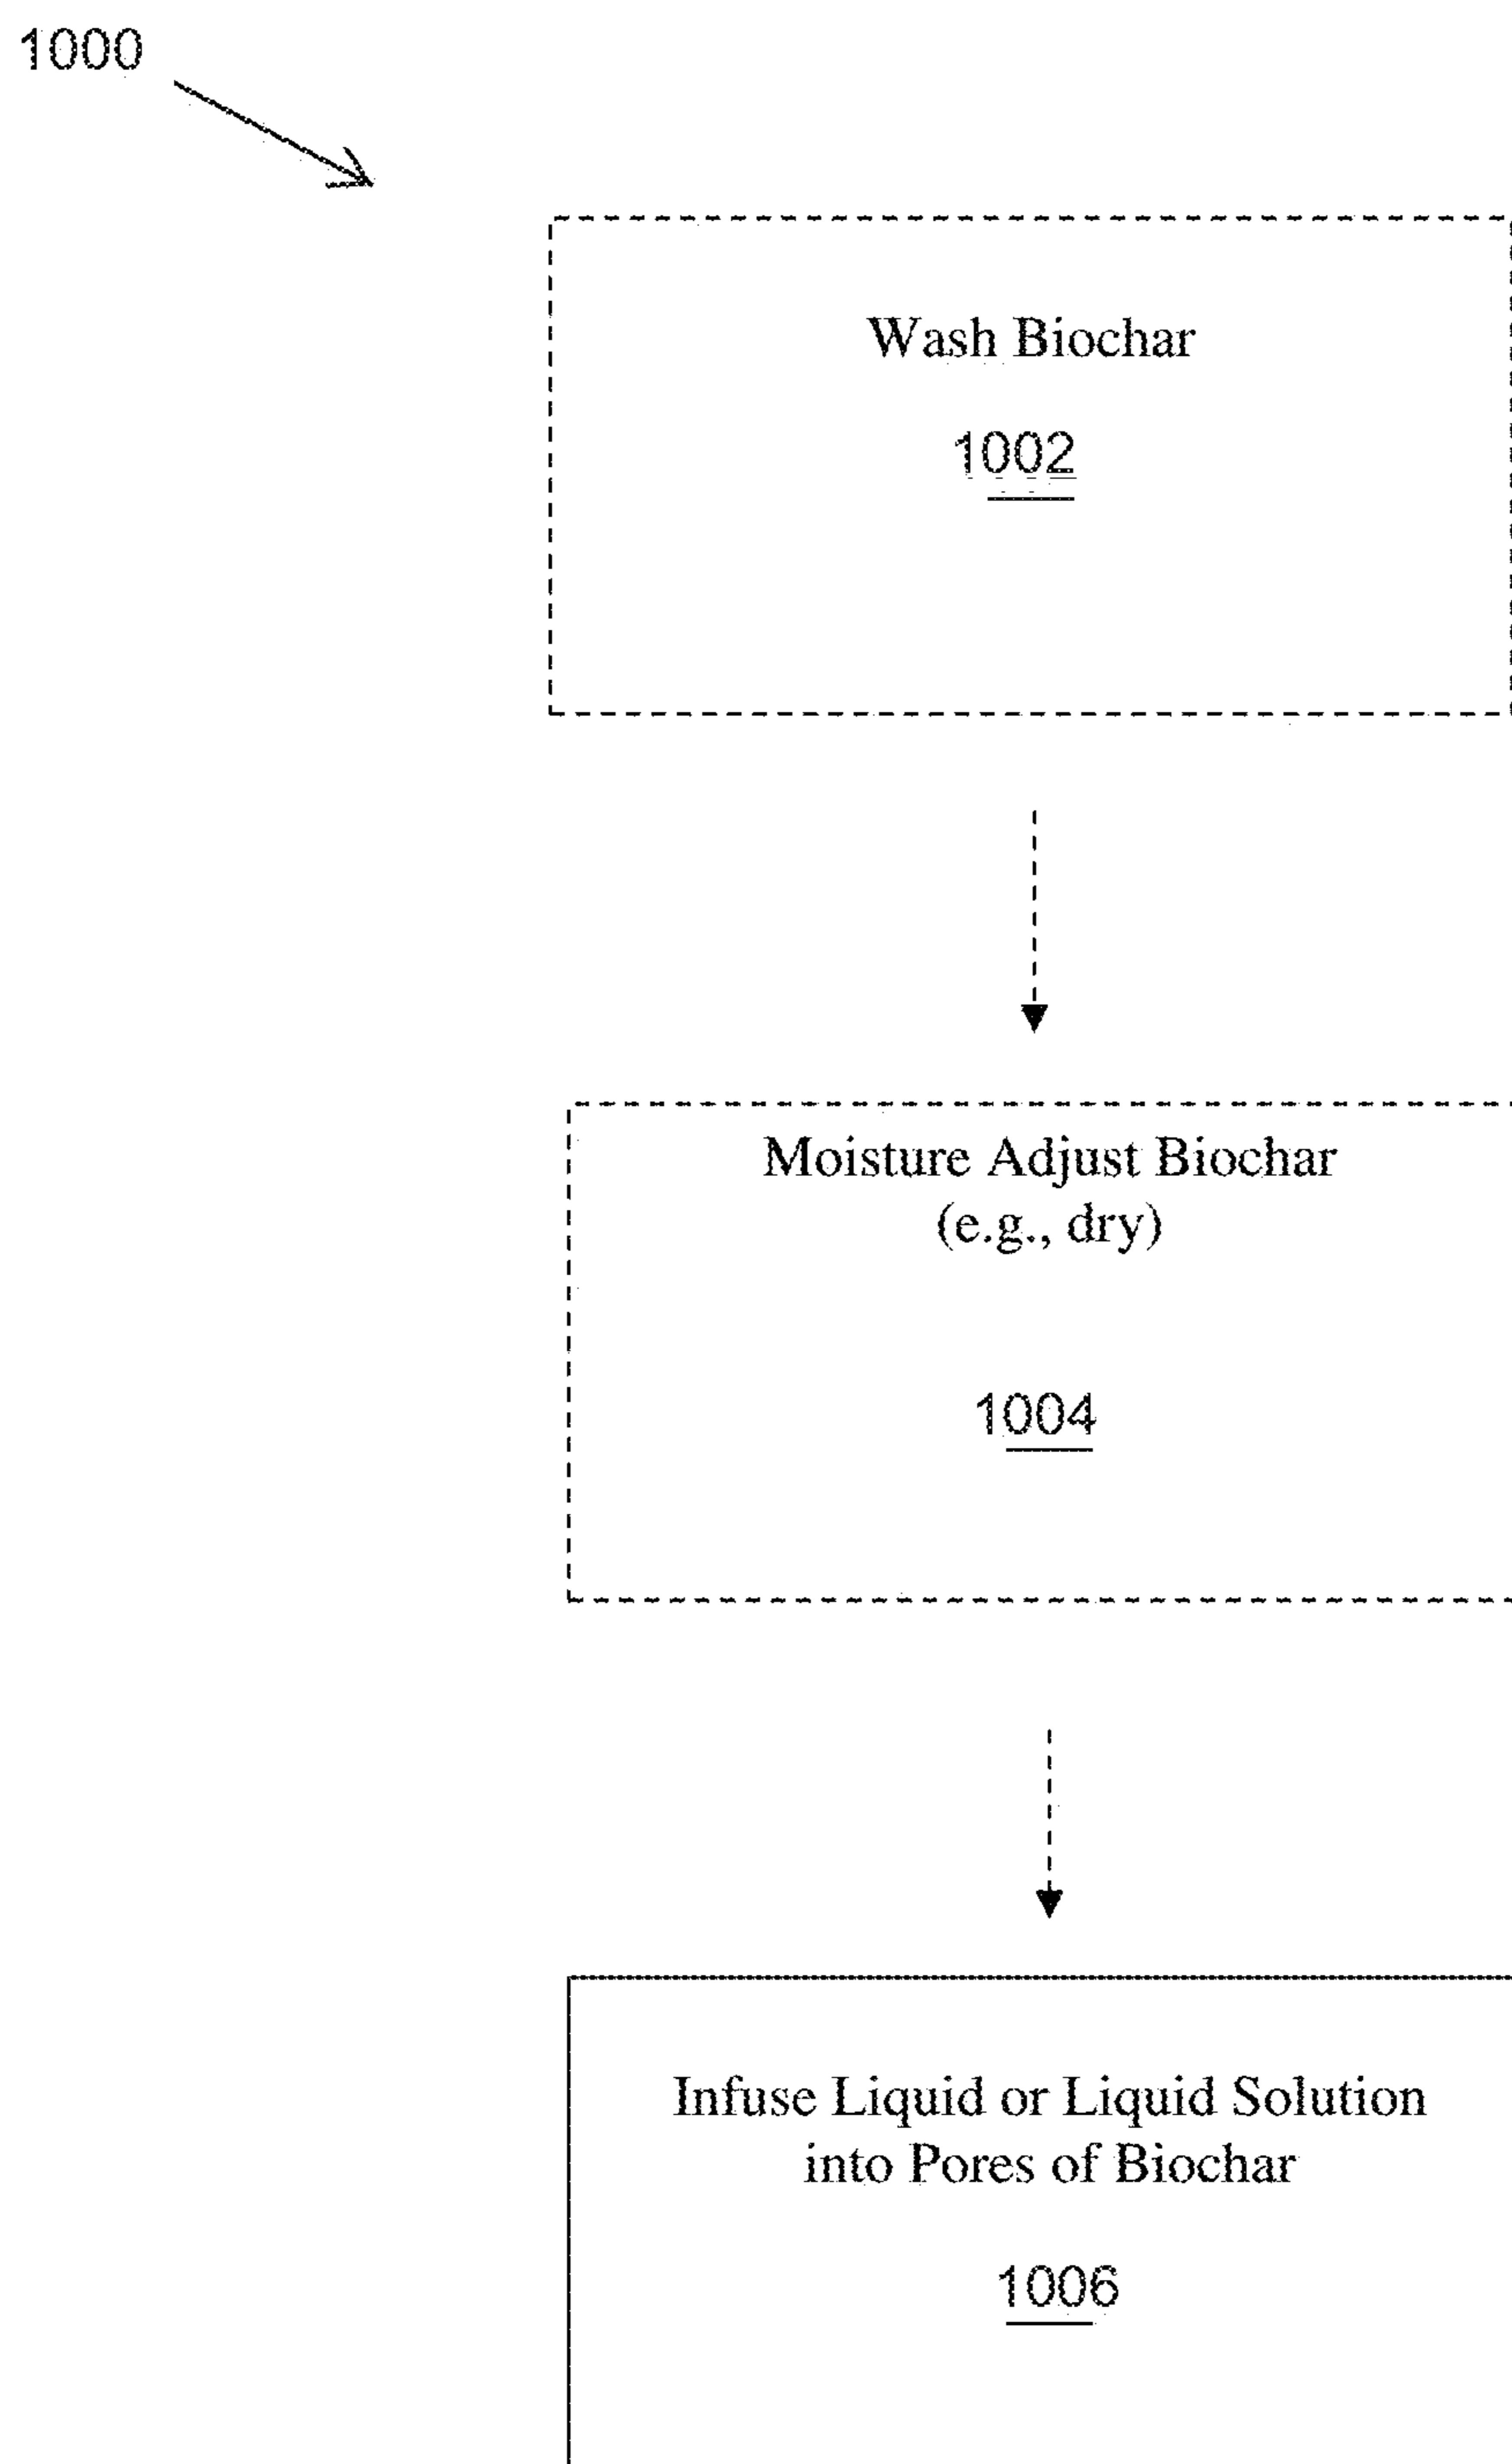 1000
Wash Biochar
1002
Moisture Adjust Biochar
(e.g., dry)
1004
Infuse Liquid or Liquid Solution
into Pores of Biochar
1006